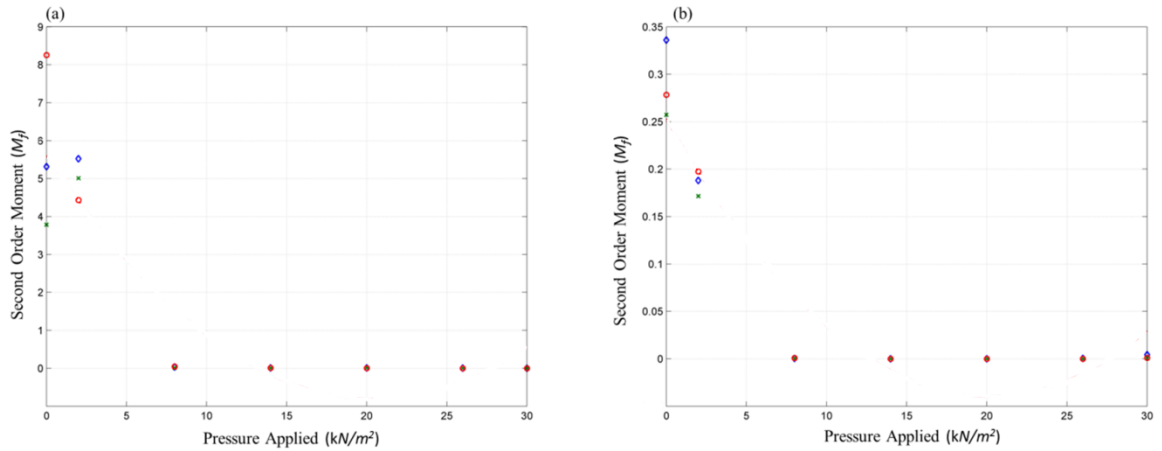 (a)
9
8
7
6
5
4
3
2
1
0
Second Order Moment (Mf)
0 5 10 15 20 25 30
Pressure Applied (kN/m²)
(b)
0.35
0.3
0.25
0.2
0.15
0.1
0.05
0
Second Order Moment (Mf)
0 5 10 15 20 25 30
Pressure Applied (kN/m²)